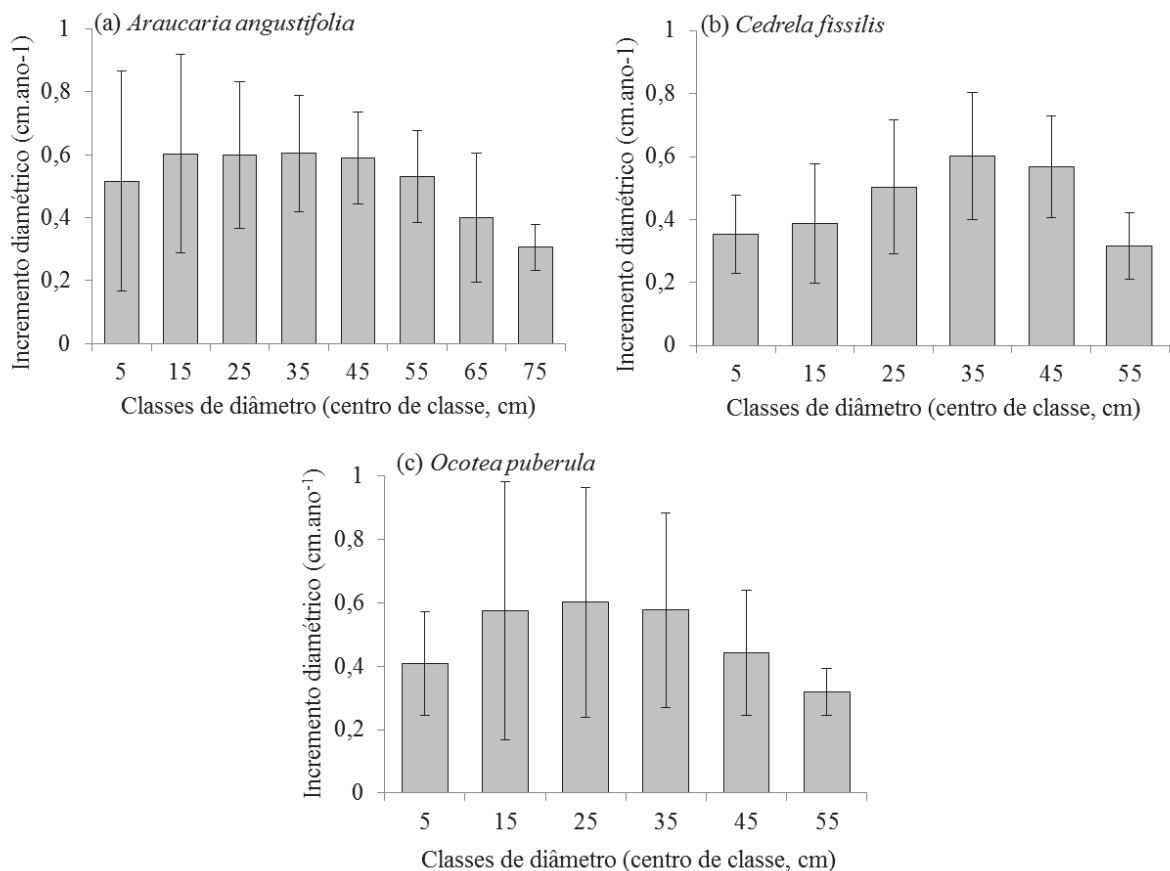 (a) Araucaria angustifolia
Incremento diamétrico (cm.ano-1)
1
0,8
0,6
0,4
0,2
0
5 15 25 35 45 55 65 75
Classes de diâmetro (centro de classe, cm)
(b) Cedrela fissilis
Incremento diamétrico (cm.ano-1)
1
0,8
0,6
0,4
0,2
0
5 15 25 35 45 55
Classes de diâmetro (centro de classe, cm)
(c) Ocotea puberula
Incremento diamétrico (cm.ano⁻¹)
1
0,8
0,6
0,4
0,2
0
5 15 25 35 45 55
Classes de diâmetro (centro de classe, cm)